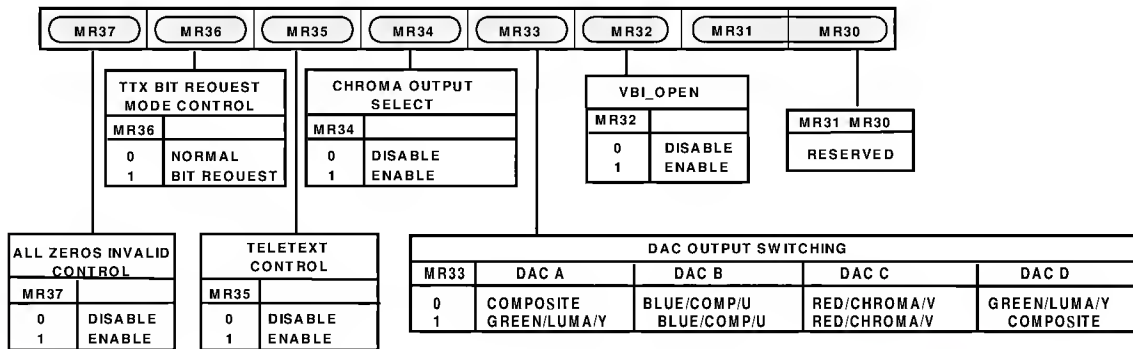 MR37 MR36 MR35 MR34 MR33 MR32 MR31 MR30
TTX BIT REQUEST
MODE CONTROL
MR36
0 NORMAL
1 BIT REQUEST
CHROMA OUTPUT
SELECT
MR34
0 DISABLE
1 ENABLE
VBI_OPEN
MR32
0 DISABLE
1 ENABLE
MR31 MR30
RESERVED
ALL ZEROS INVALID
CONTROL
MR37
0 DISABLE
1 ENABLE
TELETEXT
CONTROL
MR35
0 DISABLE
1 ENABLE
DAC OUTPUT SWITCHING
MR33 DAC A DAC B DAC C DAC D
0 COMPOSITE BLUE/COMP/U RED/CHROMA/V GREEN/LUMA/Y
1 GREEN/LUMA/Y BLUE/COMP/U RED/CHROMA/V COMPOSITE